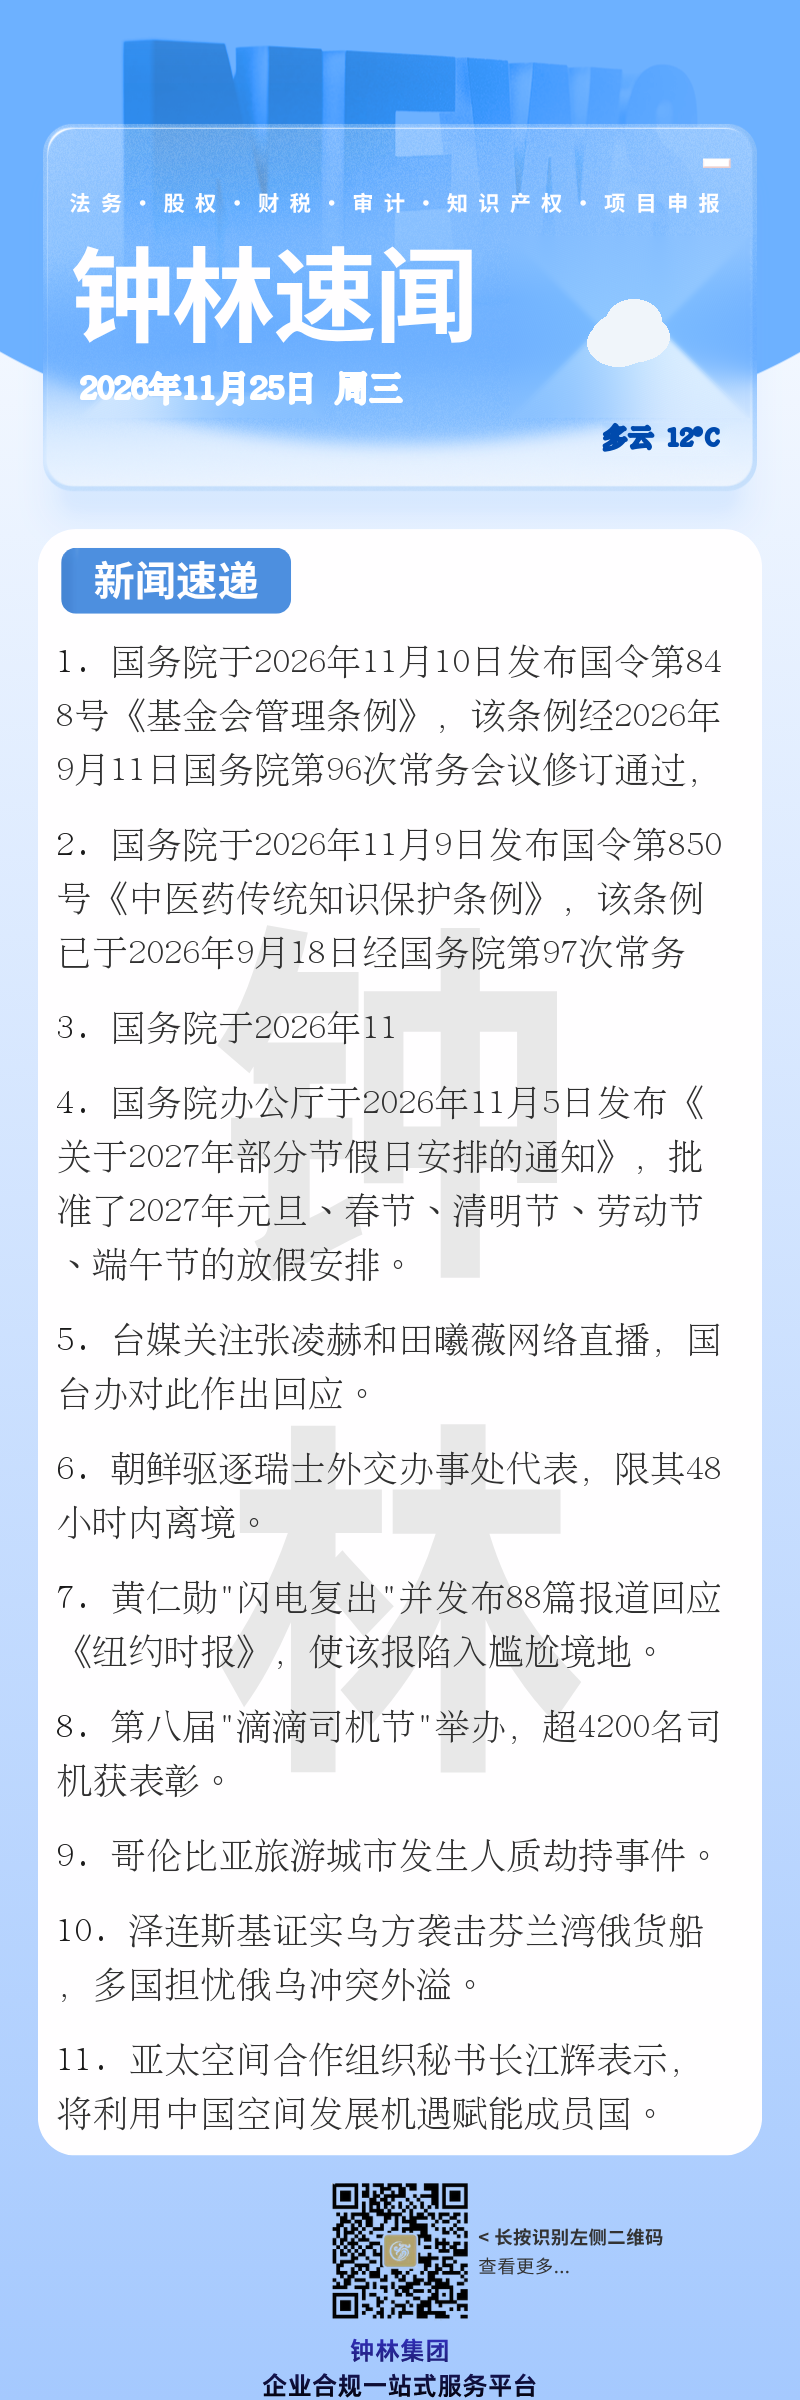 NEWS
法务·股权·财税·审计·知识产权·项目申报
钟林速闻
2026年11月25日 周三
多云 12°C
新闻速递
1. 国务院于2026年11月10日发布国令第84
8号《基金会管理条例》，该条例经2026年
9月11日国务院第96次常务会议修订通过，
2. 国务院于2026年11月9日发布国令第850
号《中医药传统知识保护条例》，该条例
已于2026年9月18日经国务院第97次常务
3. 国务院于2026年11
4. 国务院办公厅于2026年11月5日发布《
关于2027年部分节假日安排的通知》，批
准了2027年元旦、春节、清明节、劳动节
、端午节的放假安排。
5. 台媒关注张凌赫和田曦薇网络直播，国
台办对此作出回应。
6. 朝鲜驱逐瑞士外交办事处代表，限其48
小时内离境。
7. 黄仁勋"闪电复出"并发布88篇报道回应
《纽约时报》，使该报陷入尴尬境地。
8. 第八届"滴滴司机节"举办，超4200名司
机获表彰。
9. 哥伦比亚旅游城市发生人质劫持事件。
10. 泽连斯基证实乌方袭击芬兰湾俄货船
，多国担忧俄乌冲突外溢。
11. 亚太空间合作组织秘书长江辉表示，
将利用中国空间发展机遇赋能成员国。
钟
林
< 长按识别左侧二维码
查看更多...
钟林集团
企业合规一站式服务平台